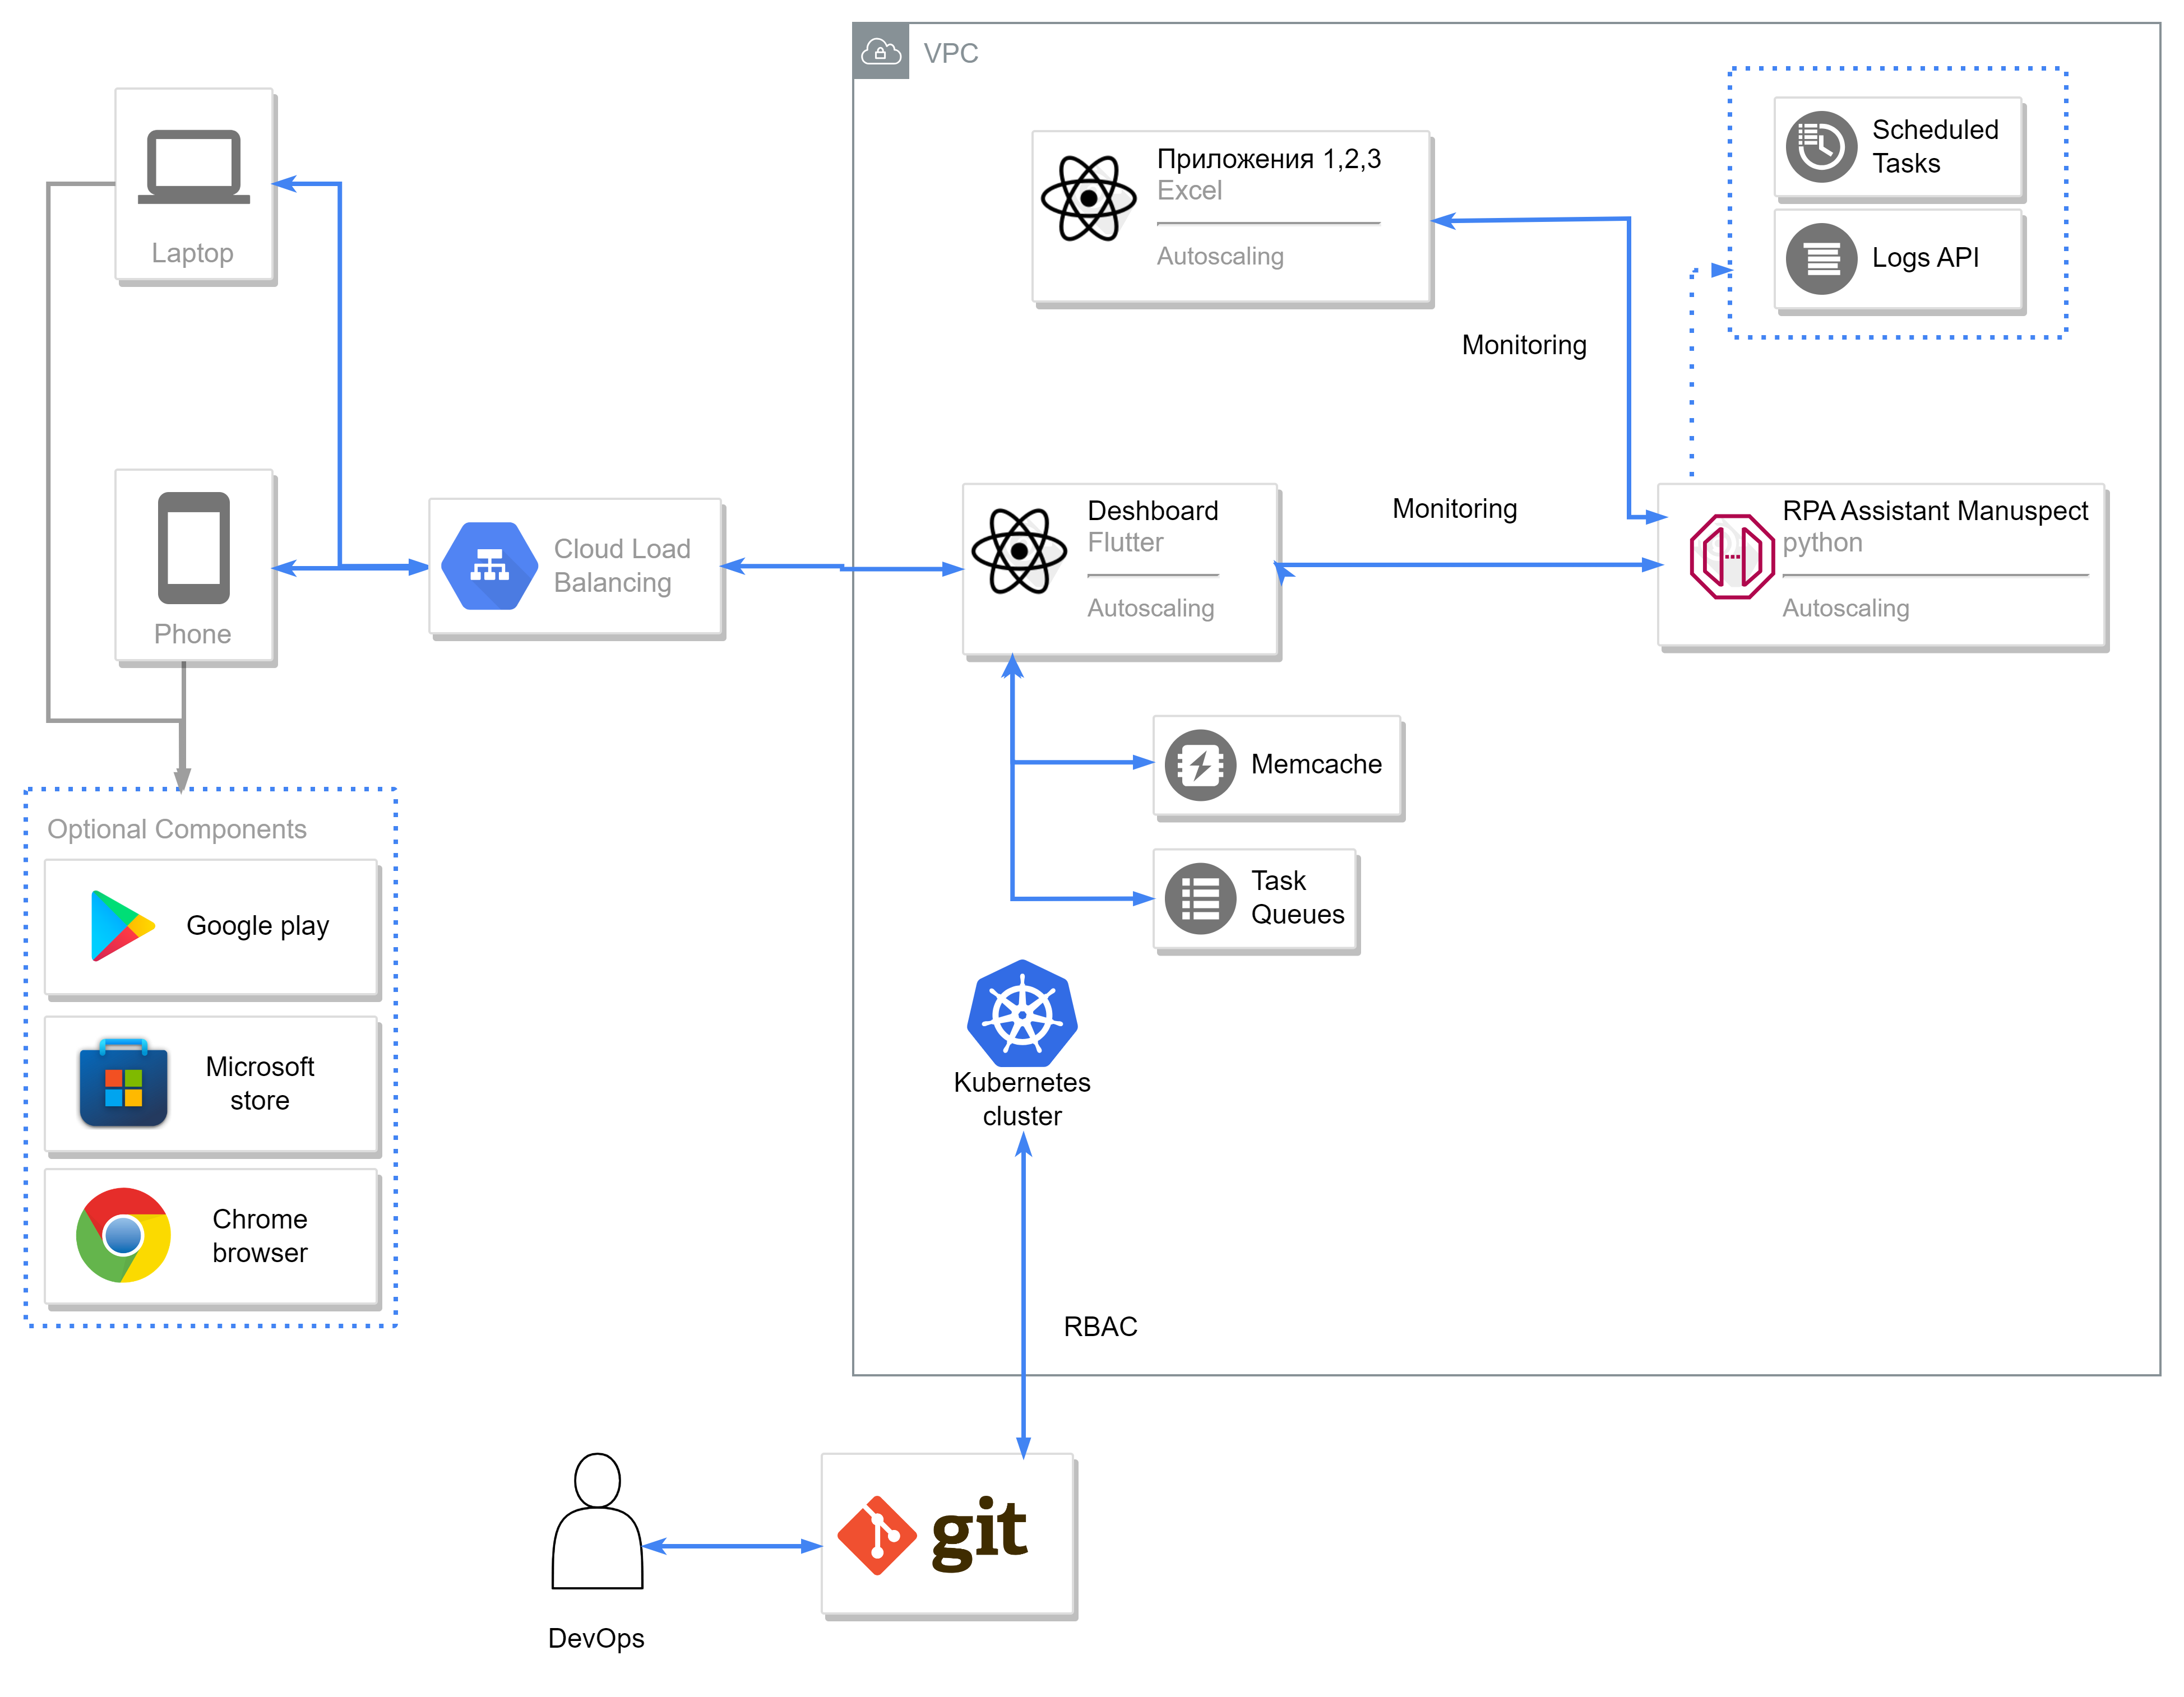 VPC
Laptop
Приложения 1,2,3
Excel
Autoscaling
Scheduled
Tasks
Logs API
Monitoring
Phone
Cloud Load
Balancing
Deshboard
Flutter
Autoscaling
Monitoring
RPA Assistant Manuspect
python
Autoscaling
Memcache
Task
Queues
Optional Components
Google play
Microsoft
store
Chrome
browser
Kubernetes
cluster
RBAC
git
DevOps